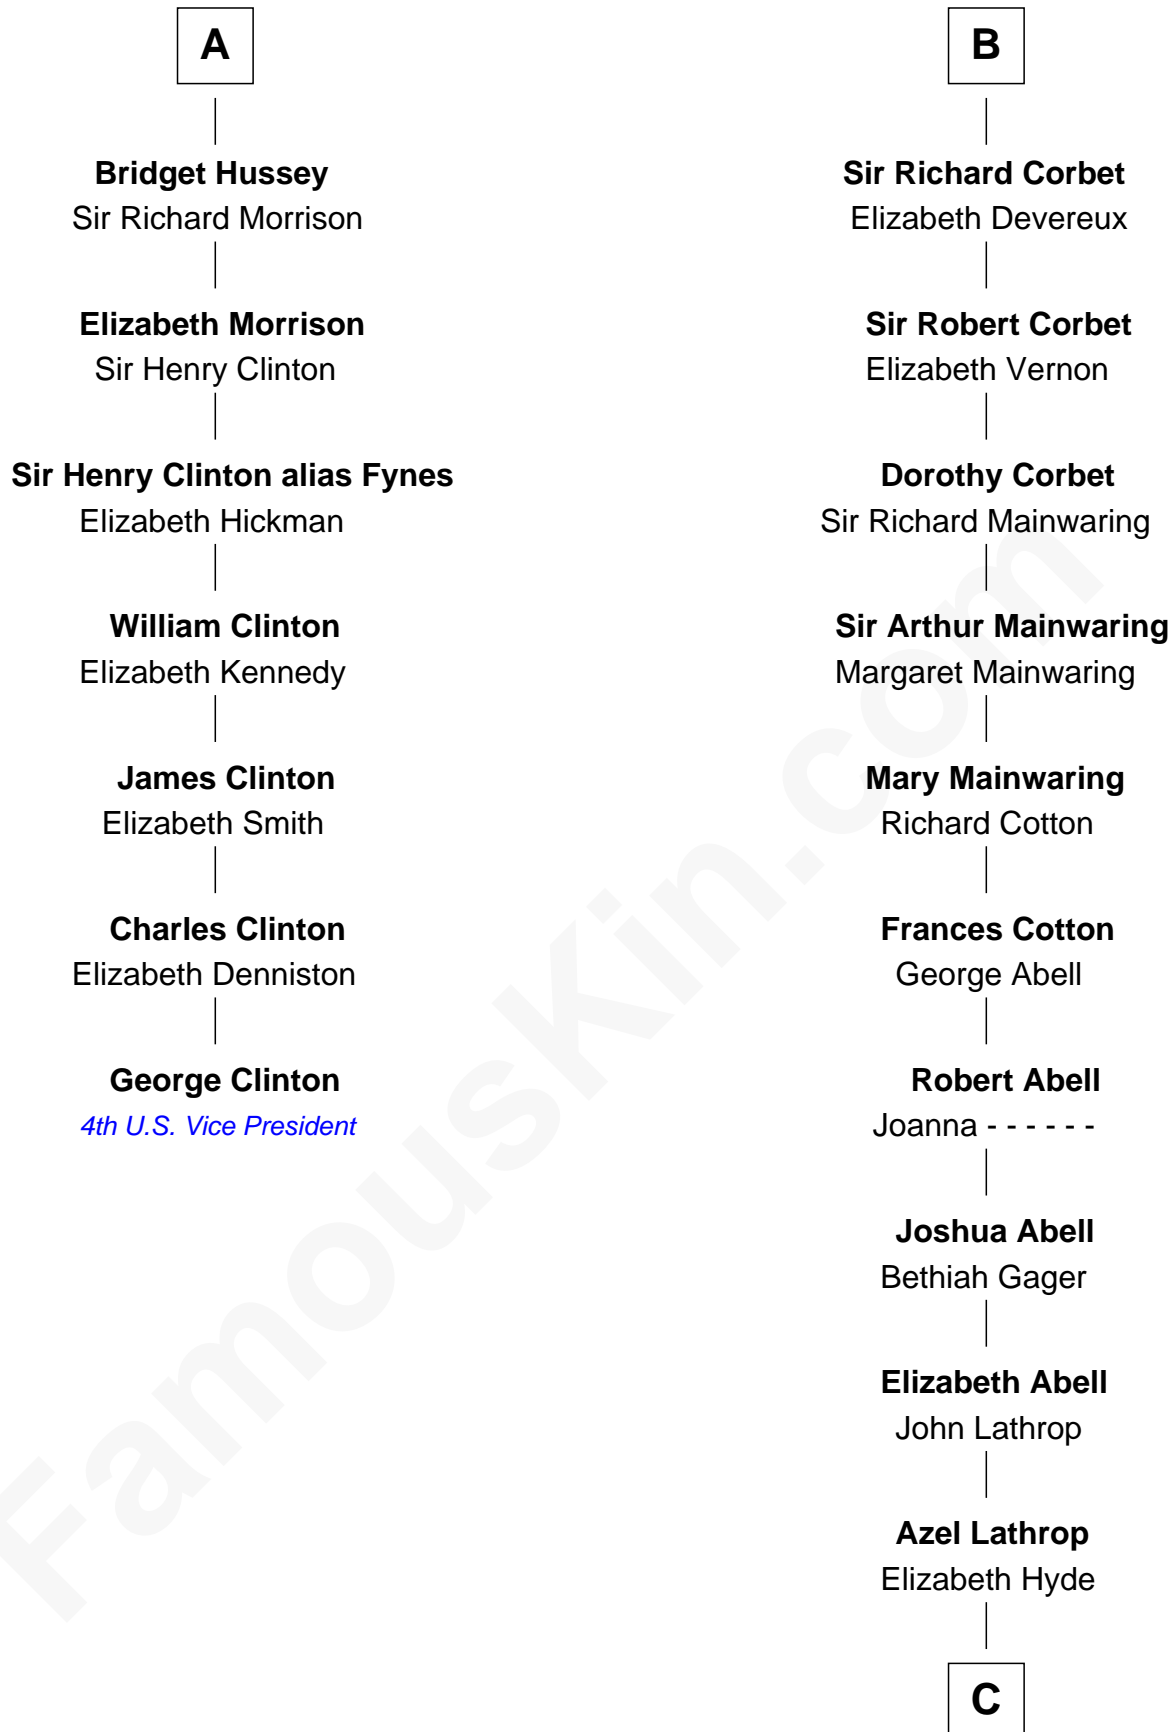 A
Bridget Hussey
Sir Richard Morrison
Elizabeth Morrison
Sir Henry Clinton
Sir Henry Clinton alias Fynes
Elizabeth Hickman
William Clinton
Elizabeth Kennedy
James Clinton
Elizabeth Smith
Charles Clinton
Elizabeth Denniston
George Clinton
4th U.S. Vice President
B
Sir Richard Corbet
Elizabeth Devereux
Sir Robert Corbet
Elizabeth Vernon
Dorothy Corbet
Sir Richard Mainwaring
Sir Arthur Mainwaring
Margaret Mainwaring
Mary Mainwaring
Richard Cotton
Frances Cotton
George Abell
Robert Abell
Joanna - - - - - -
Joshua Abell
Bethiah Gager
Elizabeth Abell
John Lathrop
Azel Lathrop
Elizabeth Hyde
C
FamousKin.com